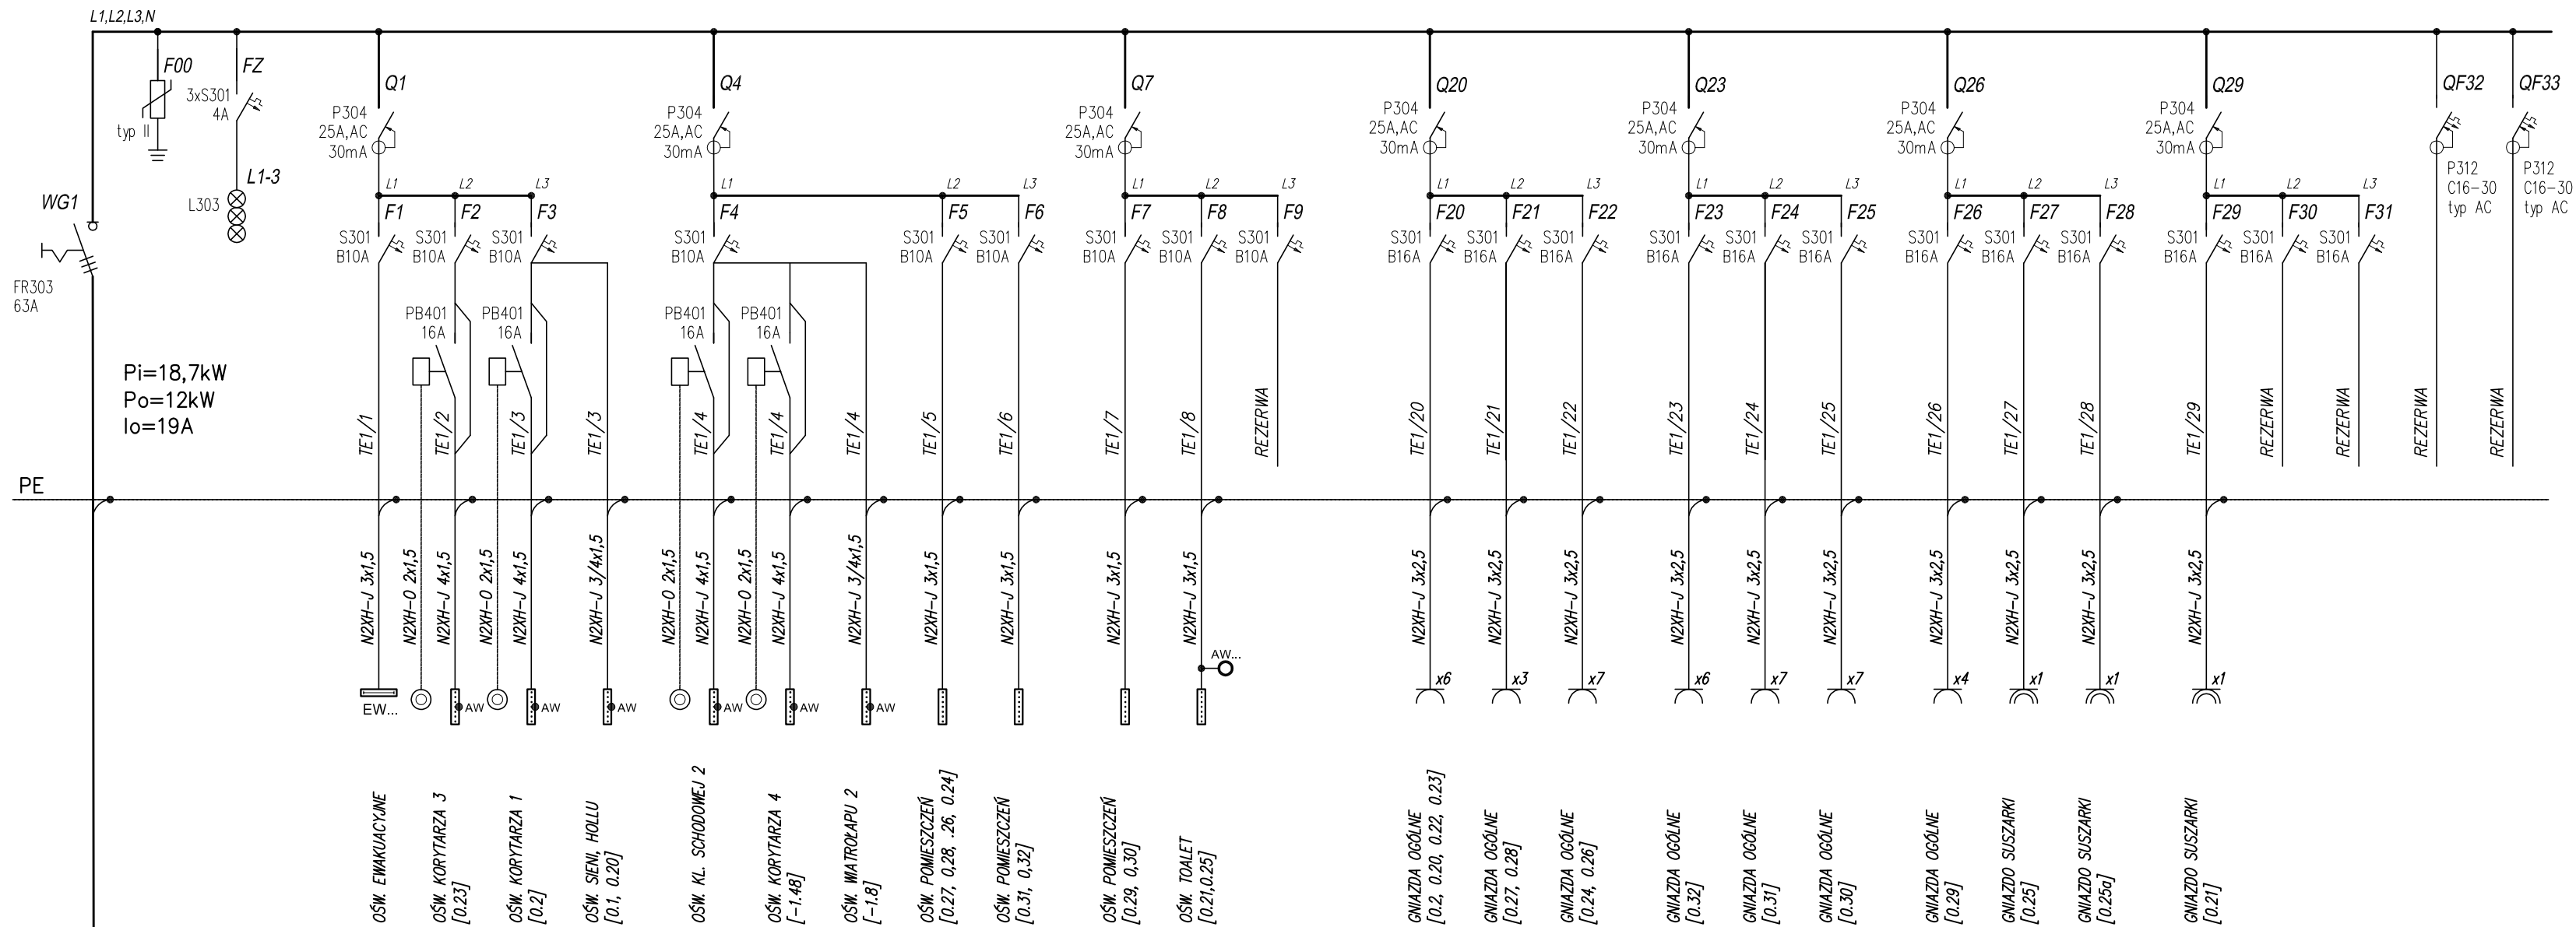 L1,L2,L3,N
F00
typ II
FZ
3xS301
4A
L1-3
L303
WG1
FR303
63A
Pi=18,7kW
Po=12kW
Io=19A
PE
Q1
P304
25A,AC
30mA
Q4
P304
25A,AC
30mA
Q7
P304
25A,AC
30mA
Q20
P304
25A,AC
30mA
Q23
P304
25A,AC
30mA
Q26
P304
25A,AC
30mA
Q29
P304
25A,AC
30mA
QF32
P312
C16-30
typ AC
QF33
P312
C16-30
typ AC
L1 L2 L3 L1 L2 L3 L1 L2 L3 L1 L2 L3 L1 L2 L3 L1 L2 L3 L1 L2 L3
F1 F2 F3 F4 F5 F6 F7 F8 F9 F20 F21 F22 F23 F24 F25 F26 F27 F28 F29 F30 F31
S301 S301 S301 S301 S301 S301 S301 S301 S301 S301 S301 S301 S301 S301 S301 S301 S301 S301 S301 S301 S301
B10A B10A B10A B10A B10A B10A B10A B10A B10A B16A B16A B16A B16A B16A B16A B16A B16A B16A B16A B16A B16A
PB401 PB401 PB401 PB401
16A 16A 16A 16A
TE1/1
TE1/2
TE1/3
TE1/3
TE1/4
TE1/4
TE1/4
TE1/5
TE1/6
TE1/7
TE1/8
REZERWA
TE1/20
TE1/21
TE1/22
TE1/23
TE1/24
TE1/25
TE1/26
TE1/27
TE1/28
TE1/29
REZERWA
REZERWA
REZERWA
REZERWA
N2XH-J 3x1,5
N2XH-O 2x1,5
N2XH-J 4x1,5
N2XH-O 2x1,5
N2XH-J 4x1,5
N2XH-J 3/4x1,5
N2XH-O 2x1,5
N2XH-J 4x1,5
N2XH-O 2x1,5
N2XH-J 4x1,5
N2XH-J 3/4x1,5
N2XH-J 3x1,5
N2XH-J 3x1,5
N2XH-J 3x1,5
N2XH-J 3x1,5
N2XH-J 3x2,5
N2XH-J 3x2,5
N2XH-J 3x2,5
N2XH-J 3x2,5
N2XH-J 3x2,5
N2XH-J 3x2,5
N2XH-J 3x2,5
N2XH-J 3x2,5
N2XH-J 3x2,5
N2XH-J 3x2,5
AW...
x6 x3 x7 x6 x7 x7 x4 x1 x1 x1
EW... AW AW AW AW AW AW
OŚW. EWAKUACYJNE
OŚW. KORYTARZA 3
[0.23]
OŚW. KORYTARZA 1
[0.2]
OŚW. SIENI, HOLLU
[0.1, 0.20]
OŚW. KL. SCHODOWEJ 2
OŚW. KORYTARZA 4
[-1.48]
OŚW. WIATROŁAPU 2
[-1.8]
OŚW. POMIESZCZEŃ
[0.27, 0,28, .26, 0.24]
OŚW. POMIESZCZEŃ
[0.31, 0,32]
OŚW. POMIESZCZEŃ
[0.29, 0,30]
OŚW. TOALET
[0.21,0.25]
GNIAZDA OGÓLNE
[0.2, 0.20, 0.22, 0.23]
GNIAZDA OGÓLNE
[0.27, 0.28]
GNIAZDA OGÓLNE
[0.24, 0.26]
GNIAZDA OGÓLNE
[0.32]
GNIAZDA OGÓLNE
[0.31]
GNIAZDA OGÓLNE
[0.30]
GNIAZDA OGÓLNE
[0.29]
GNIAZDO SUSZARKI
[0.25]
GNIAZDO SUSZARKI
[0.25a]
GNIAZDO SUSZARKI
[0.21]